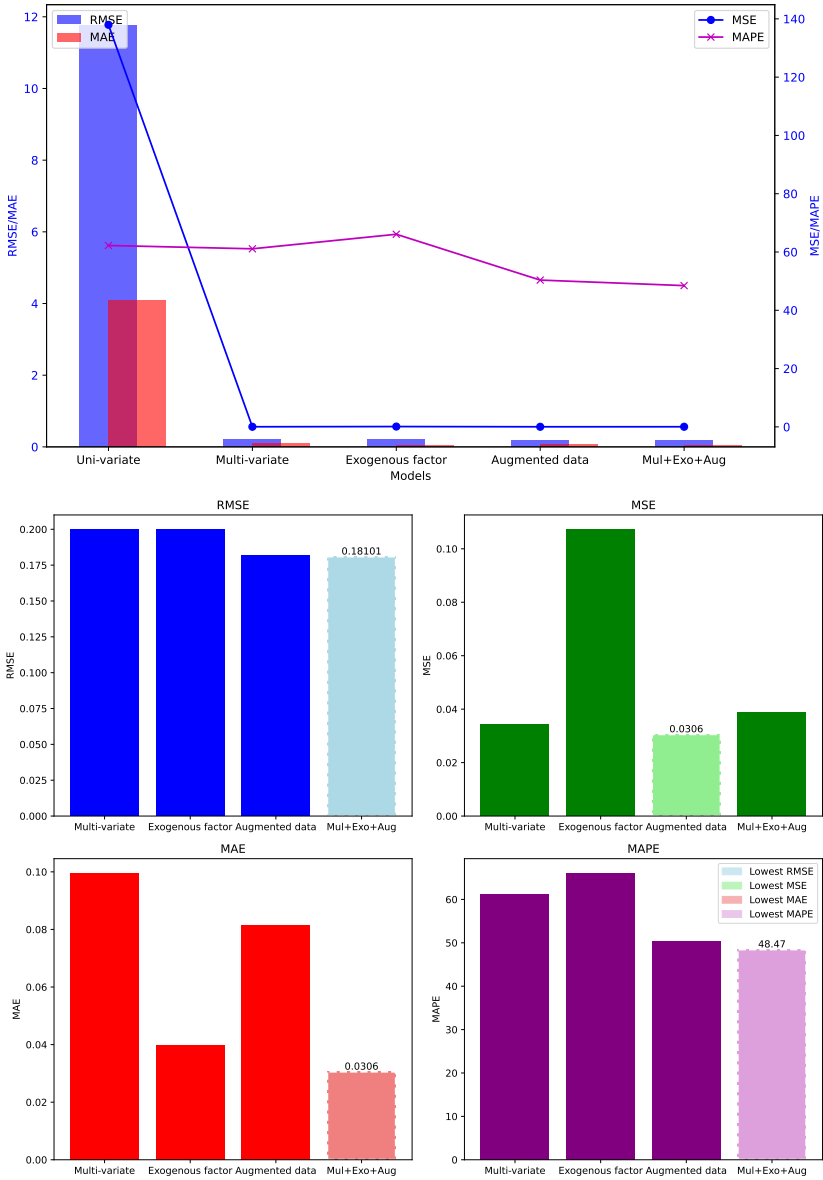 RMSE
MAE
MSE
MAPE
12
10
8
6
4
2
0
RMSE/MAE
140
120
100
80
60
40
20
0
MSE/MAPE
Uni-variate Multi-variate Exogenous factor Augmented data Mul+Exo+Aug
Models
RMSE
0.200
0.175
0.150
0.125
0.100
0.075
0.050
0.025
0.000
RMSE
0.18101
Multi-variate Exogenous factor Augmented data Mul+Exo+Aug
MSE
0.10
0.08
0.06
0.04
0.02
0.00
MSE
0.0306
Multi-variate Exogenous factor Augmented data Mul+Exo+Aug
MAE
0.10
0.08
0.06
0.04
0.02
0.00
MAE
0.0306
Multi-variate Exogenous factor Augmented data Mul+Exo+Aug
MAPE
60
50
40
30
20
10
0
MAPE
Lowest RMSE
Lowest MSE
Lowest MAE
Lowest MAPE
48.47
Multi-variate Exogenous factor Augmented data Mul+Exo+Aug